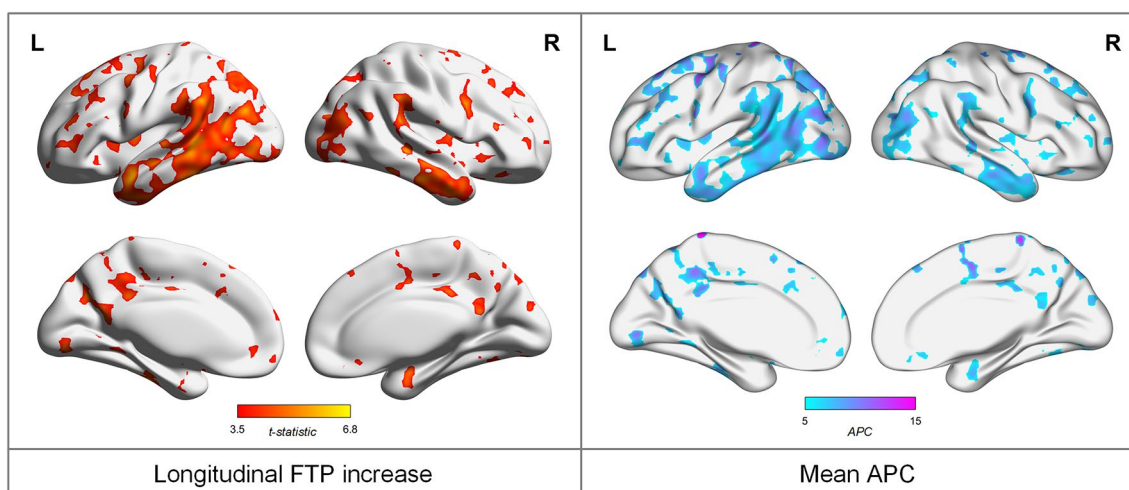 L R
L R
3.5 t-statistic 6.8
5 APC 15
Longitudinal FTP increase
Mean APC